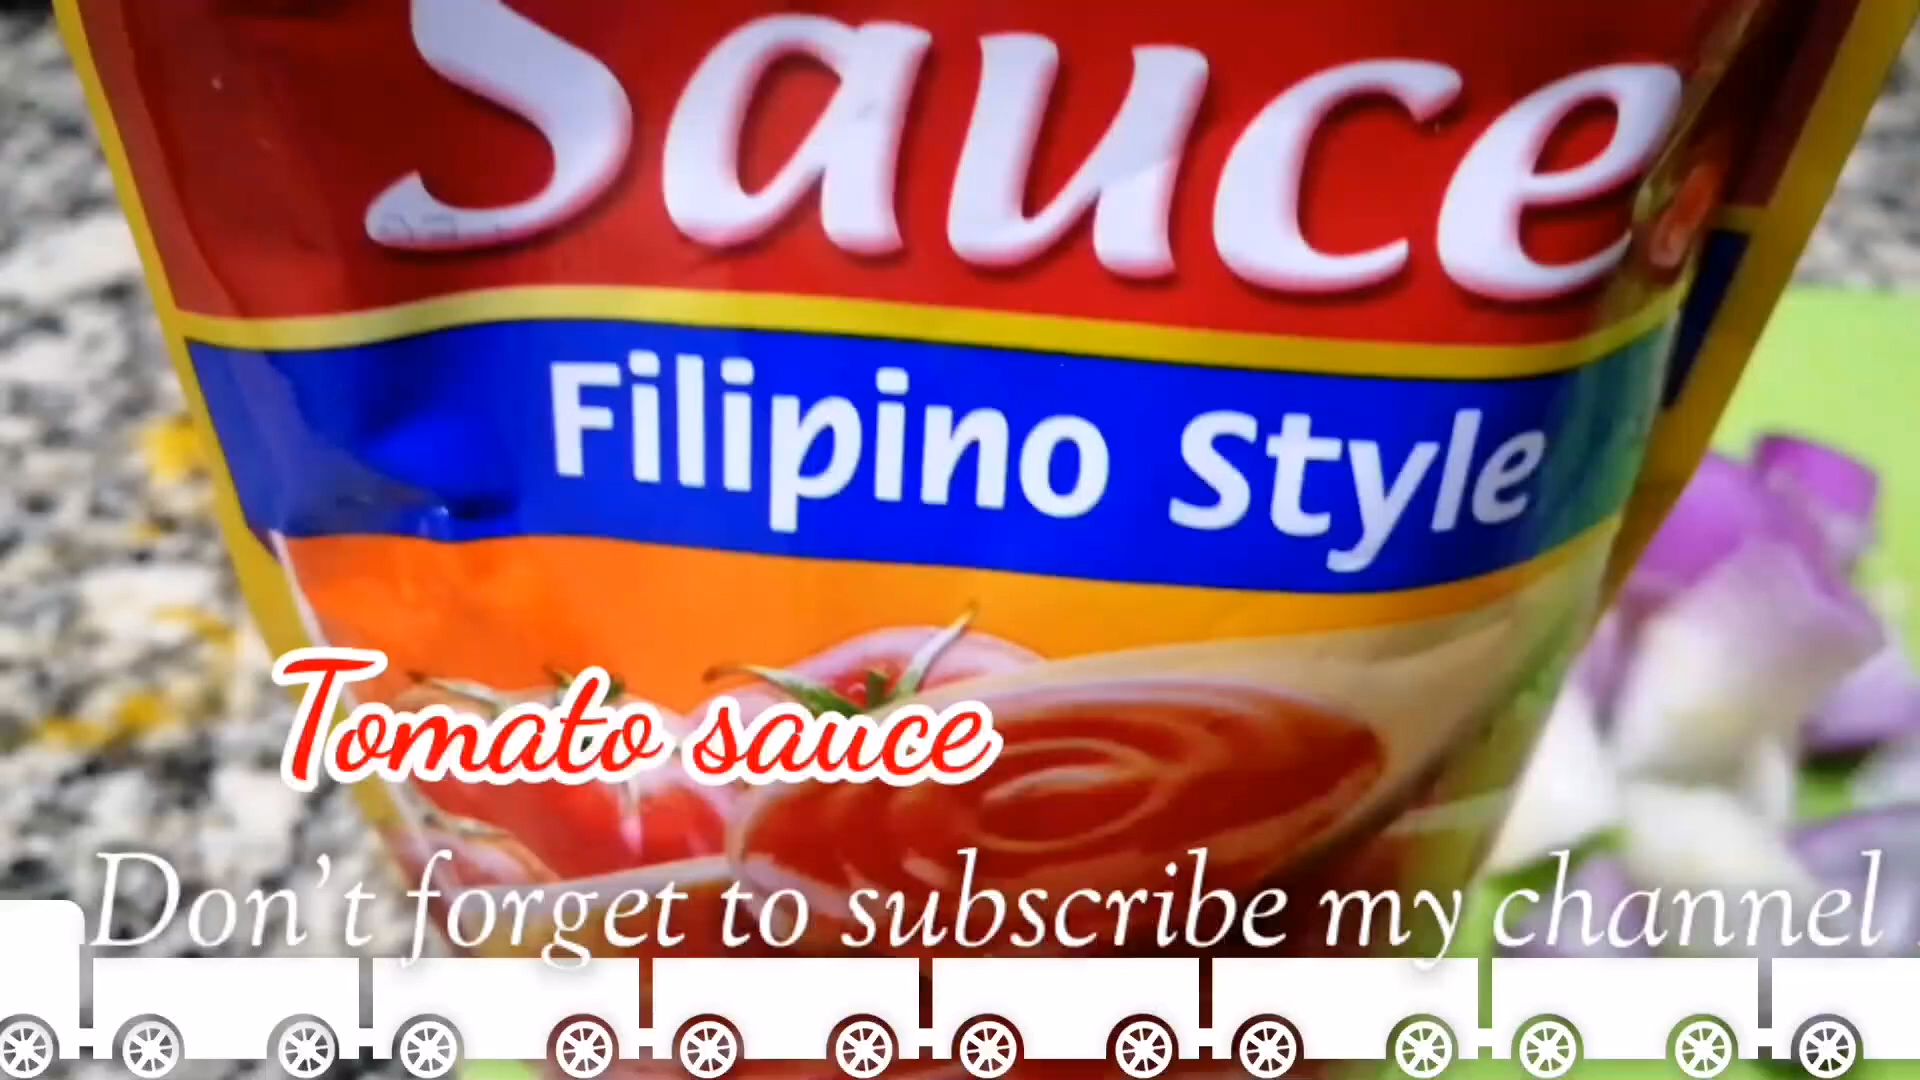 Sauce
Filipino Style
Tomato sauce
Don't forget to subscribe my channel